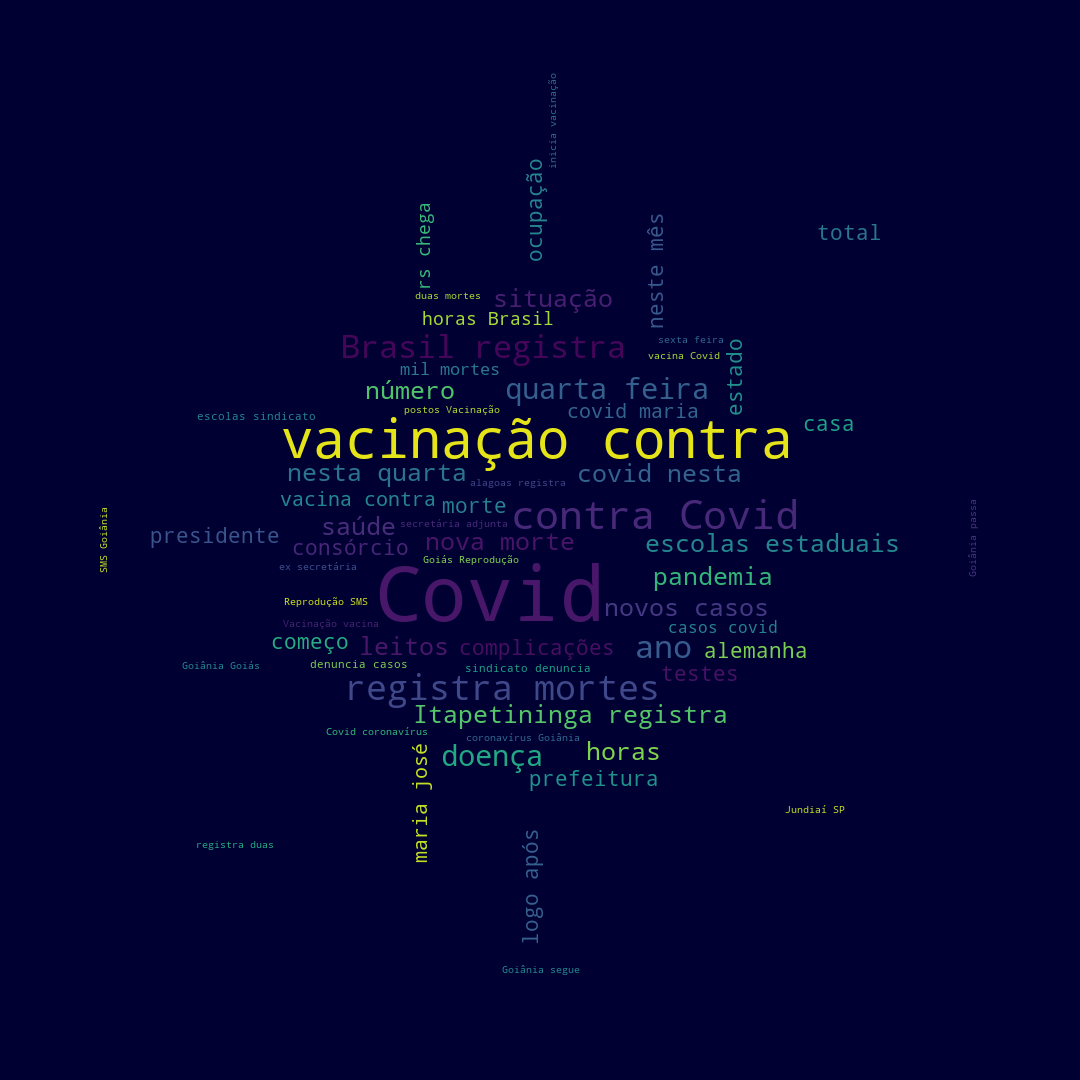 inicia vacinação
ocupação
rs chega
neste mês
total
duas mortes
situação
horas Brasil
Brasil registra
sexta feira
vacina Covid
estado
mil mortes
número
quarta feira
postos Vacinação
covid maria
escolas sindicato
casa
vacinação contra
nesta quarta
covid nesta
alagoas registra
vacina contra
morte
contra Covid
SMS Goiânia
presidente
saúde
secretária adjunta
Goiânia passa
consórcio
nova morte
escolas estaduais
Goiás Reprodução
ex secretária
pandemia
Covid
Reprodução SMS
novos casos
Vacinação vacina
casos covid
começo
leitos
complicações
ano
alemanha
Goiânia Goiás
denuncia casos
sindicato denuncia
testes
registra mortes
Itapetininga registra
Covid coronavírus
coronavírus Goiânia
doença
horas
maria josé
prefeitura
Jundiaí SP
registra duas
logo após
Goiânia segue